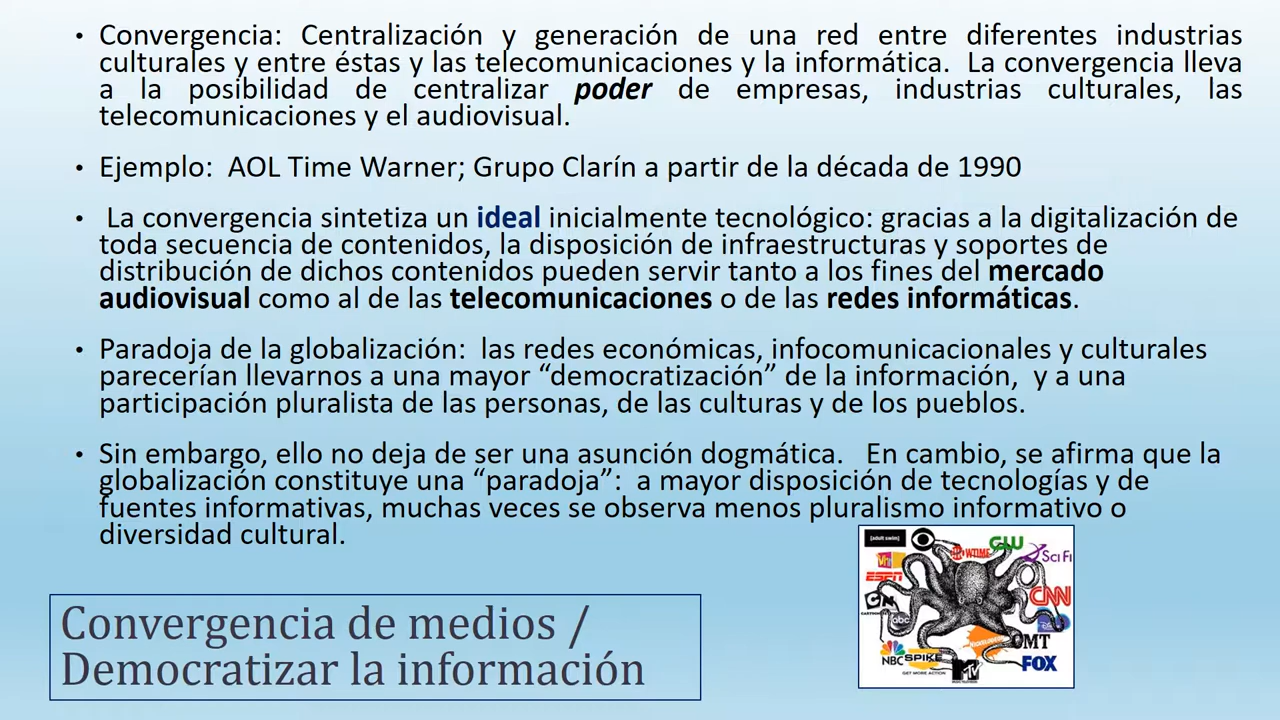 • Convergencia: Centralización y generación de una red entre diferentes industrias
culturales y entre éstas y las telecomunicaciones y la informática. La convergencia lleva
a la posibilidad de centralizar poder de empresas, industrias culturales, las
telecomunicaciones y el audiovisual.
• Ejemplo: AOL Time Warner; Grupo Clarín a partir de la década de 1990
• La convergencia sintetiza un ideal inicialmente tecnológico: gracias a la digitalización de
toda secuencia de contenidos, la disposición de infraestructuras y soportes de
distribución de dichos contenidos pueden servir tanto a los fines del mercado
audiovisual como al de las telecomunicaciones o de las redes informáticas.
• Paradoja de la globalización: las redes económicas, infocomunicacionales y culturales
parecerían llevarnos a una mayor “democratización” de la información, y a una
participación pluralista de las personas, de las culturas y de los pueblos.
• Sin embargo, ello no deja de ser una asunción dogmática. En cambio, se afirma que la
globalización constituye una “paradoja”: a mayor disposición de tecnologías y de
fuentes informativas, muchas veces se observa menos pluralismo informativo o
diversidad cultural.
Convergencia de medios /
Democratizar la información
[adult swim]
CW
SHOWTIME
SCI FI
VH1
ESPN
CNN
CN
abc
NICKELODEON
OMT
NBC
SPIKE
GET MORE ACTION
MTV
FOX